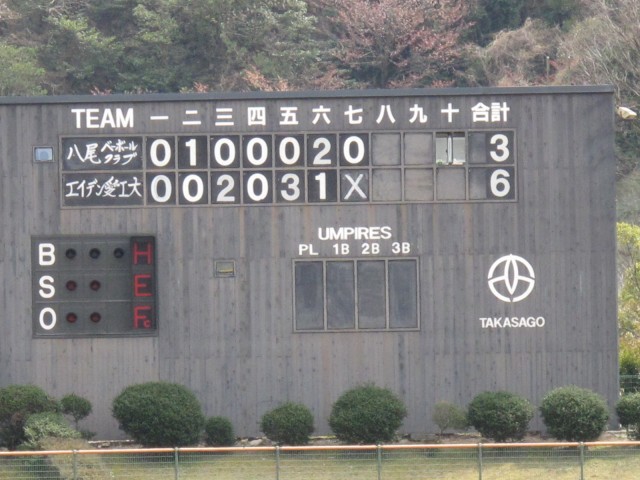 TEAM 一 二 三 四 五 六 七 八 九 十 合計
八尾ベースボールクラブ 0 1 0 0 0 2 0 3
エイデン愛工大 0 0 2 0 3 1 X 6
UMPIRES
PL 1B 2B 3B
B H
S E
O Fc
TAKASAGO